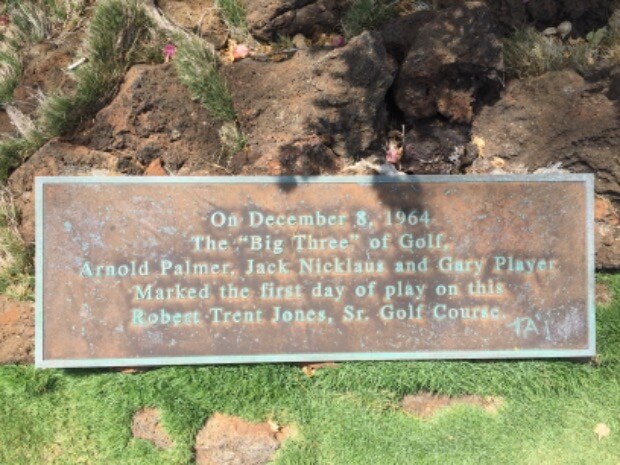 On December 8, 1964
The "Big Three" of Golf,
Arnold Palmer, Jack Nicklaus and Gary Player
Marked the first day of play on this
Robert Trent Jones, Sr. Golf Course.